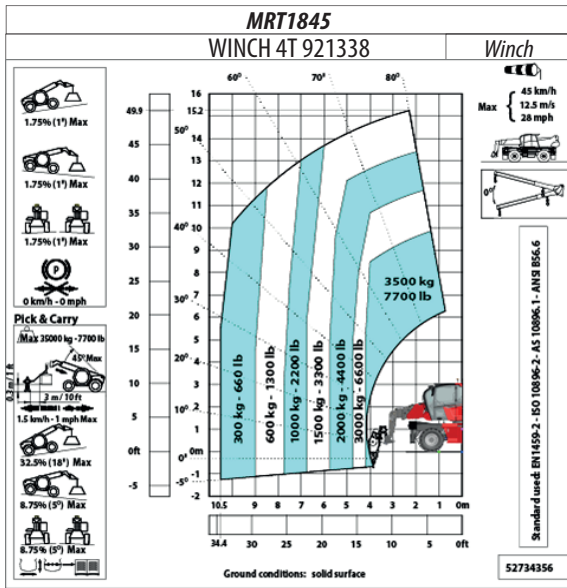 MRT1845
WINCH 4T 921338
Winch
1.75% (1°) Max
1.75% (1°) Max
1.75% (1°) Max
P
0 km/h - 0 mph
Pick & Carry
Max 35000 kg -7700 lb
45° Max
0.3 m / 1 ft
3 m / 10 ft
1.5 km/h - 1 mph Max
32.5% (18°) Max
8.75% (5°) Max
8.75% (5°) Max
49.9
45
40
35
30
25
20
15
10
5
0ft
-5
16
15.2
14
13
12
11
10
9
8
7
6
5
4
3
2
1
0m
-1
-2
60°
70°
80°
50°
40°
30°
20°
10°
0°
-5°
300 kg - 660 lb
600 kg - 1300 lb
1000 kg - 2200 lb
1500 kg - 3300 lb
2000 kg - 4400 lb
3000 kg - 6600 lb
3500 kg
7700 lb
10.5 9 8 7 6 5 4 3 2 1 0m
34.4 30 25 20 15 10 5 0ft
Ground conditions: solid surface
Max
45 km/h
12.5 m/s
28 mph
0°
Standard used: EN1459-2 - ISO 10896-2 - AS 10896.1 - ANSI B56.6
52734356